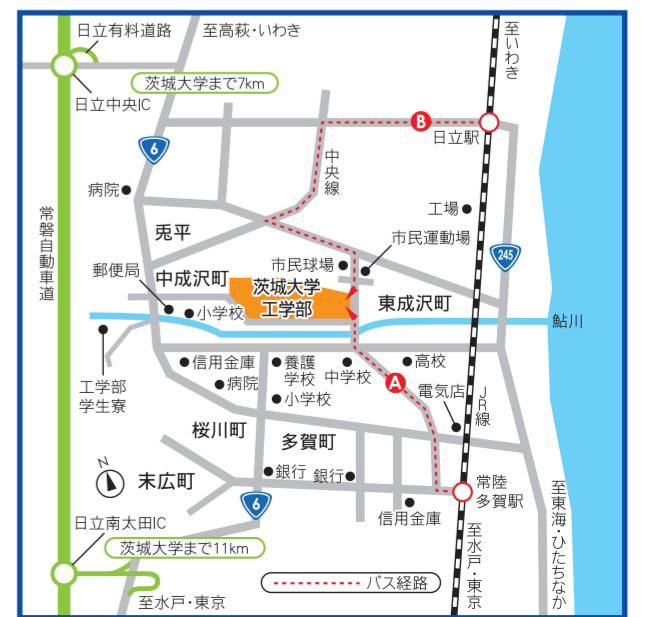 日立有料道路
至高萩・いわき
至いわき
茨城大学まで7km
日立中央IC
B
日立駅
6
中央線
病院
工場
常磐自動車道
兎平
市民運動場
245
郵便局
中成沢町
市民球場
茨城大学
工学部
東成沢町
小学校
鮎川
工学部
学生寮
信用金庫
養護
学校
中学校
高校
病院
A
小学校
電気店
JR線
桜川町
多賀町
N
末広町
銀行
銀行
常陸
多賀駅
6
信用金庫
日立南太田IC
茨城大学まで11km
至水戸・東京
至東海・ひたちなか
バス経路
至水戸・東京